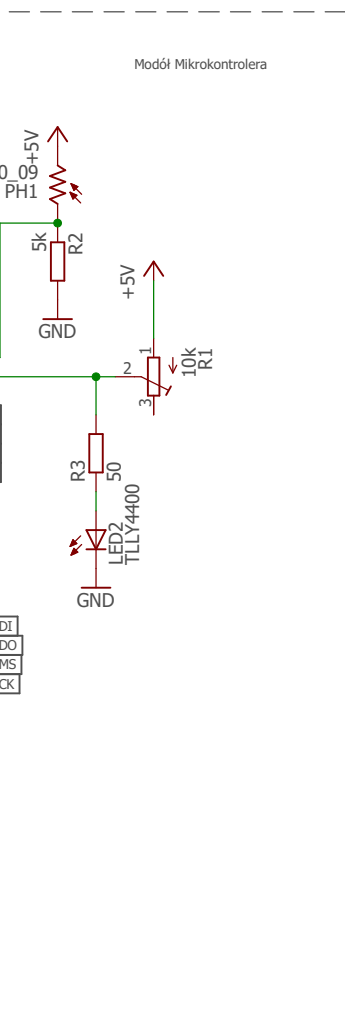 Modół Mikrokontrolera
+5V
0_09
PH1
5k
R2
GND
+5V
1
2
3
10k
R1
R3
50
LED2
TLLY4400
GND
DI
DO
MS
CK